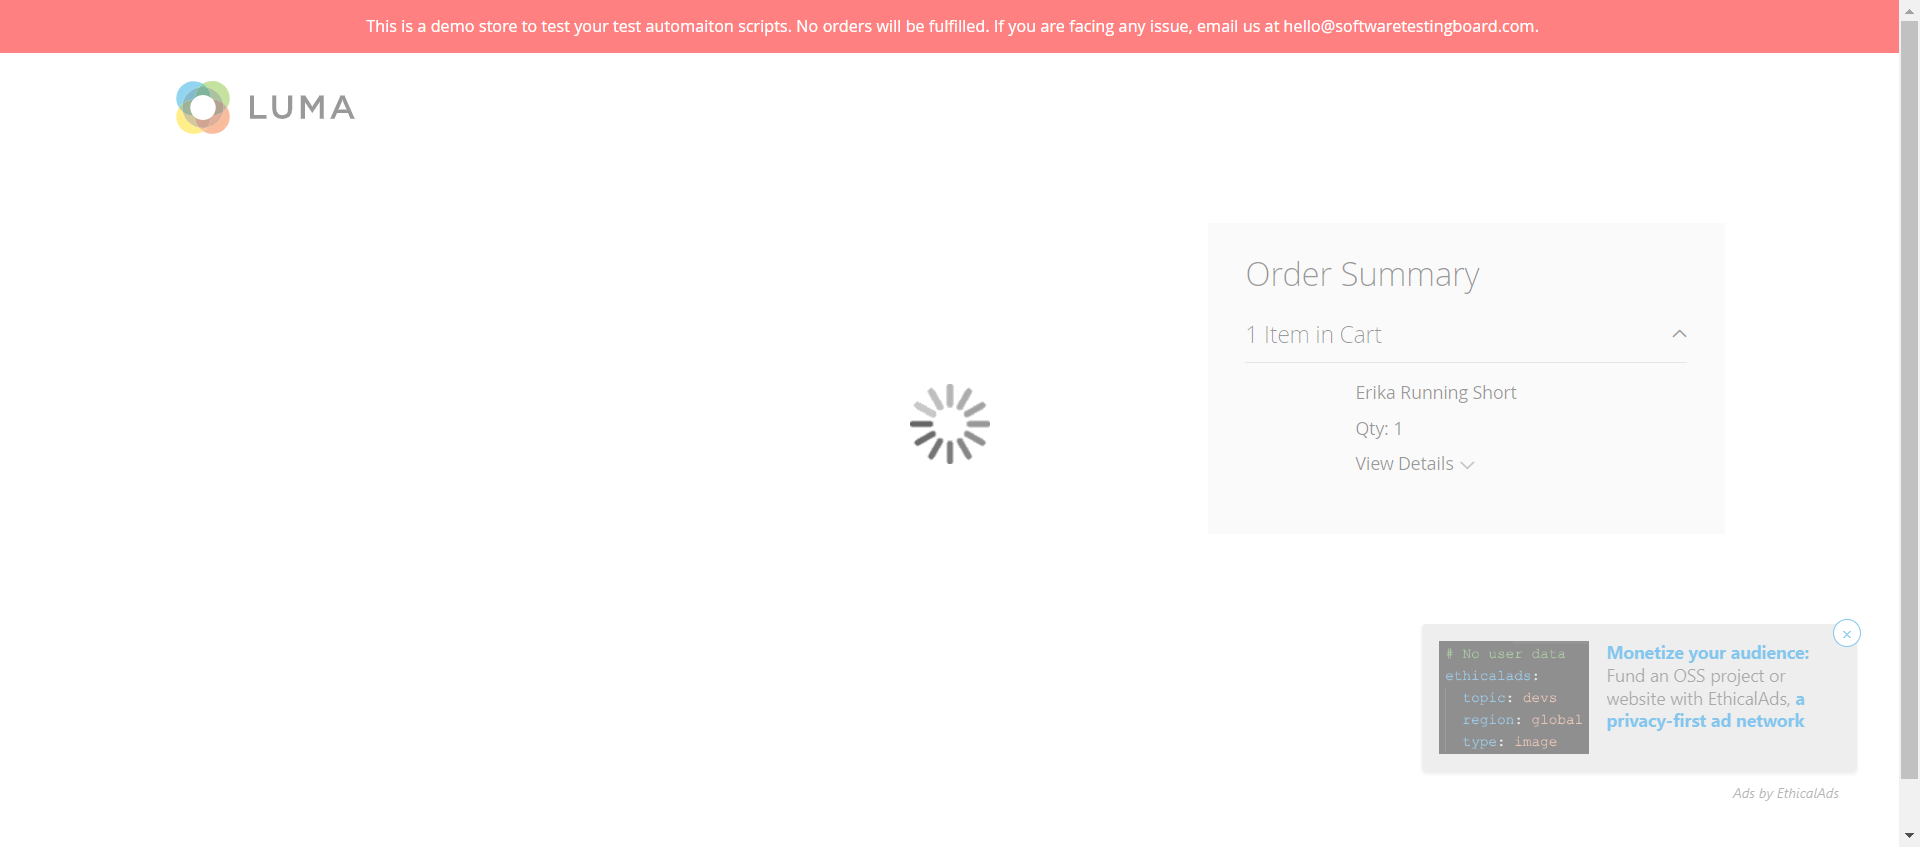 This is a demo store to test your test automaiton scripts. No orders will be fulfilled. If you are facing any issue, email us at hello@softwaretestingboard.com.
LUMA
Order Summary
1 Item in Cart
Erika Running Short
Qty: 1
View Details
# No user data
ethicalads:
topic: devs
region: global
type: image
Monetize your audience:
Fund an OSS project or
website with EthicalAds, a
privacy-first ad network
Ads by EthicalAds